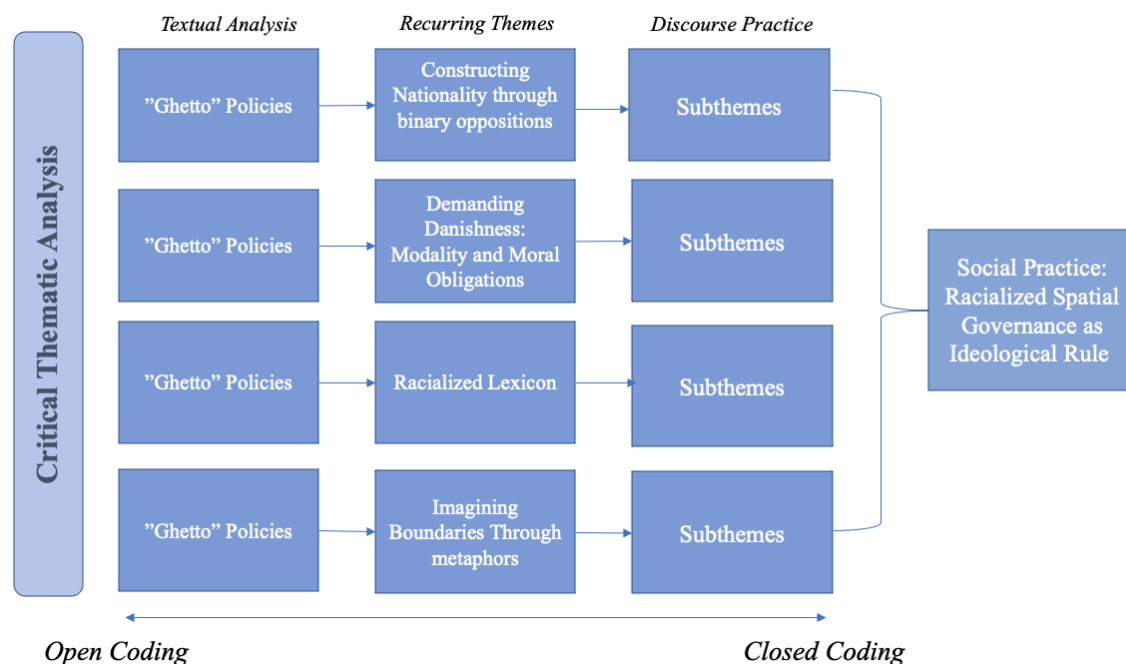 Textual Analysis
Recurring Themes
Discourse Practice
Critical Thematic Analysis
”Ghetto” Policies
Constructing
Nationality through
binary oppositions
Subthemes
”Ghetto” Policies
Demanding
Danishness:
Modality and Moral
Obligations
Subthemes
”Ghetto” Policies
Racialized Lexicon
Subthemes
”Ghetto” Policies
Imagining
Boundaries Through
metaphors
Subthemes
Social Practice:
Racialized Spatial
Governance as
Ideological Rule
Open Coding
Closed Coding